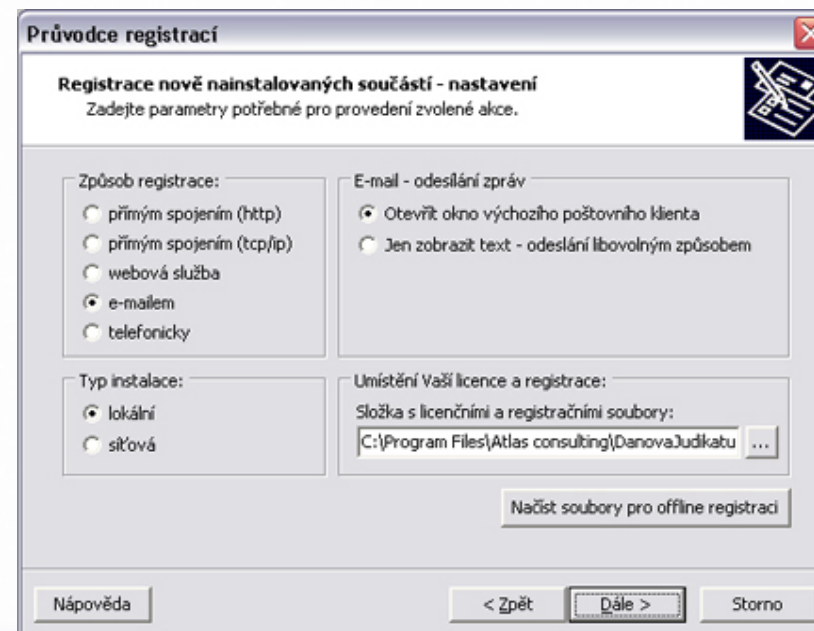 Průvodce registrací
Registrace nově nainstalovaných součástí - nastavení
Zadejte parametry potřebné pro provedení zvolené akce.
Způsob registrace:
přímým spojením (http)
přímým spojením (tcp/ip)
webová služba
e-mailem
telefonicky
E-mail - odesílání zpráv
Otevřít okno výchozího poštovního klienta
Jen zobrazit text - odeslání libovolným způsobem
Typ instalace:
lokální
síťová
Umístění Vaší licence a registrace:
Složka s licenčními a registračními soubory:
C:\Program Files\Atlas consulting\DanovaJudikatu
...
Načíst soubory pro offline registraci
Nápověda
< Zpět
Dále >
Storno